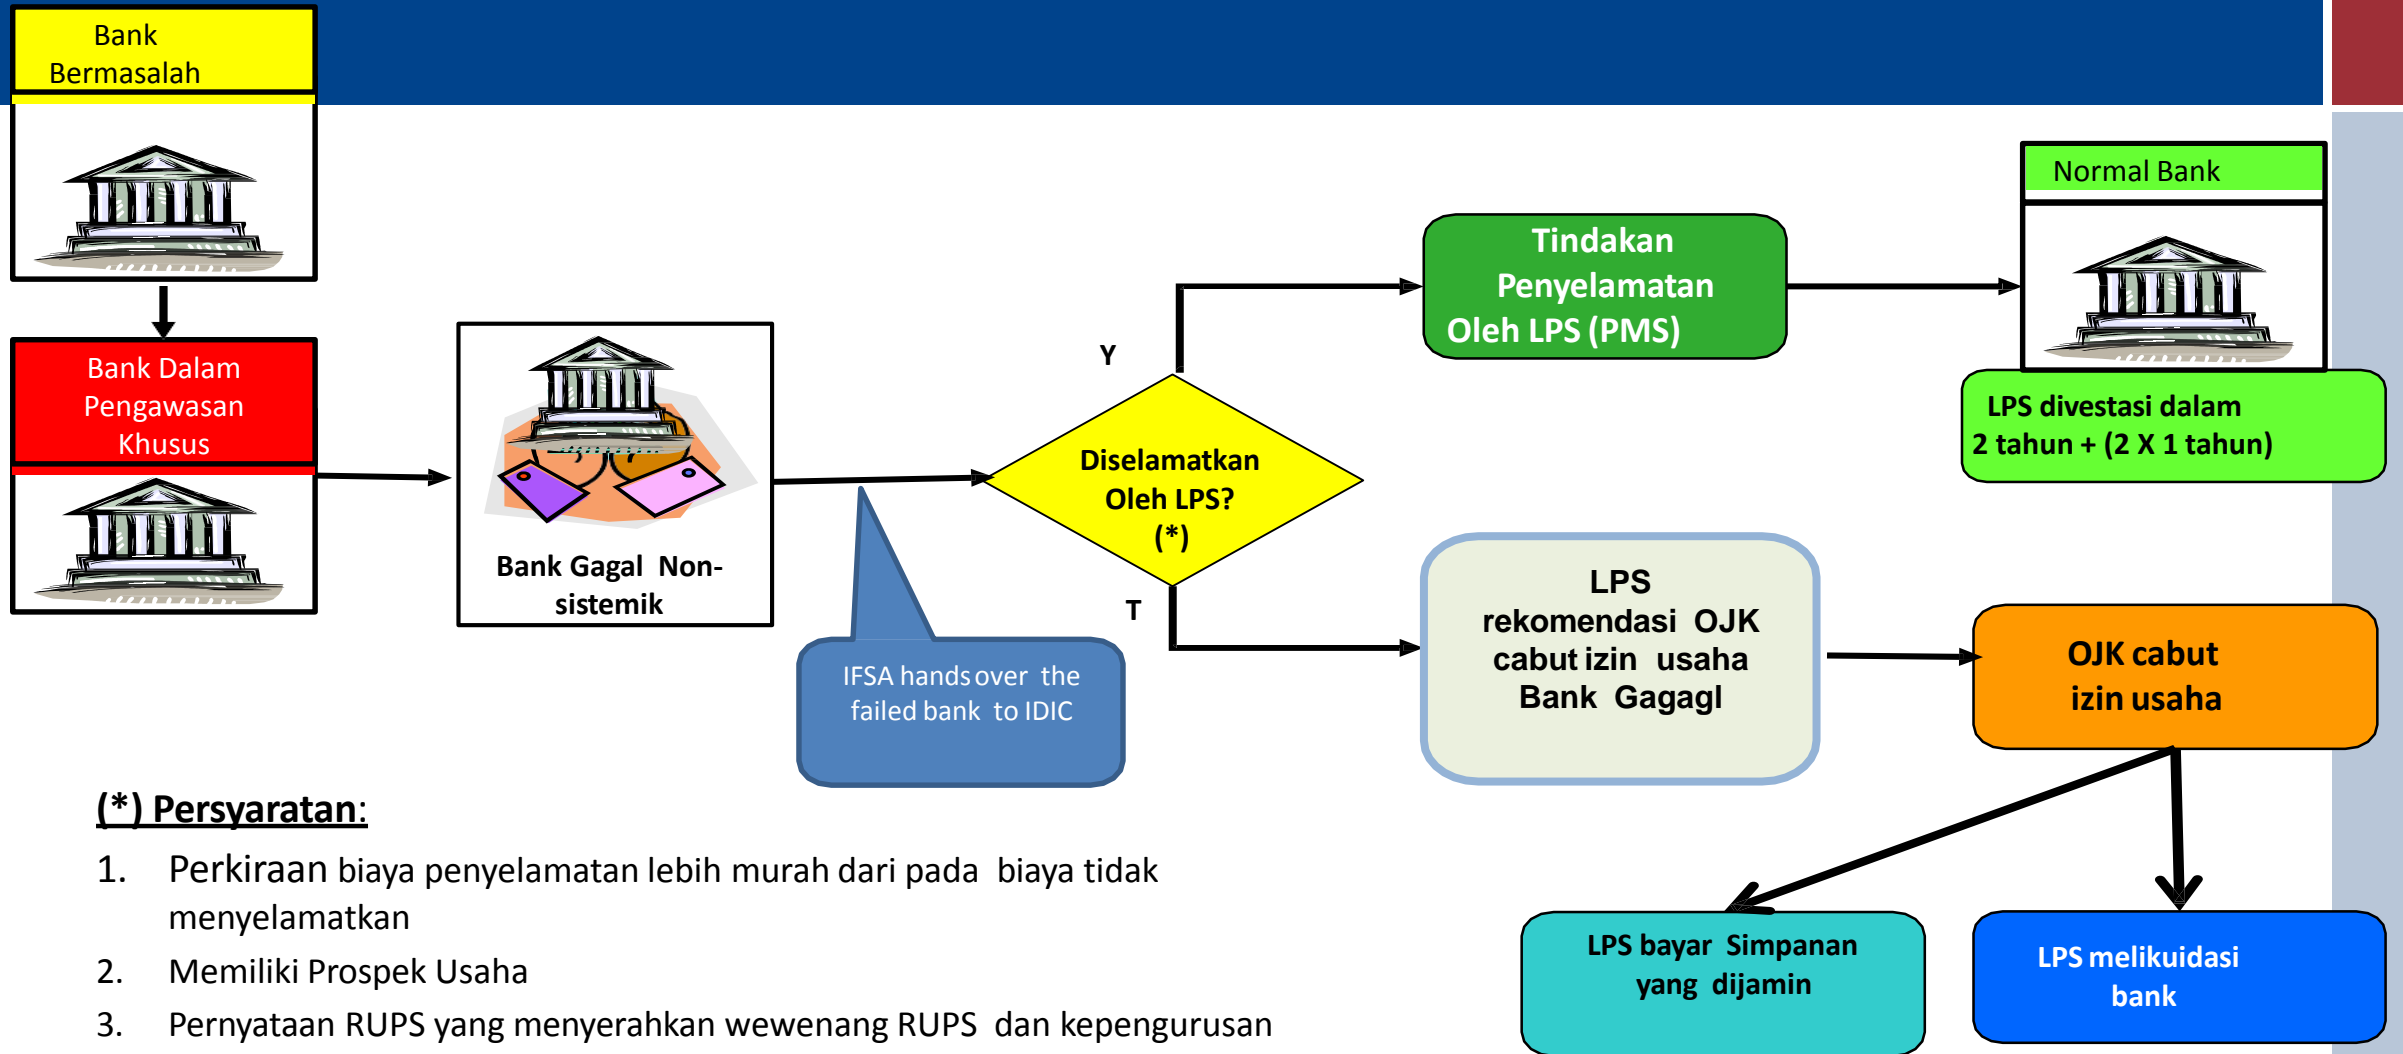 Bank
Bermasalah
Bank Dalam
Pengawasan
Khusus
Bank Gagal Non-
sistemik
IFSA hands over the
failed bank to IDIC
Y
Diselamatkan
Oleh LPS?
(*)
T
Tindakan
Penyelamatan
Oleh LPS (PMS)
Normal Bank
LPS divestasi dalam
2 tahun + (2 X 1 tahun)
LPS
rekomendasi OJK
cabut izin usaha
Bank Gagagl
OJK cabut
izin usaha
LPS bayar Simpanan
yang dijamin
LPS melikuidasi
bank
(*) Persyaratan:
1. Perkiraan biaya penyelamatan lebih murah dari pada biaya tidak
menyelamatkan
2. Memiliki Prospek Usaha
3. Pernyataan RUPS yang menyerahkan wewenang RUPS dan kepengurusan